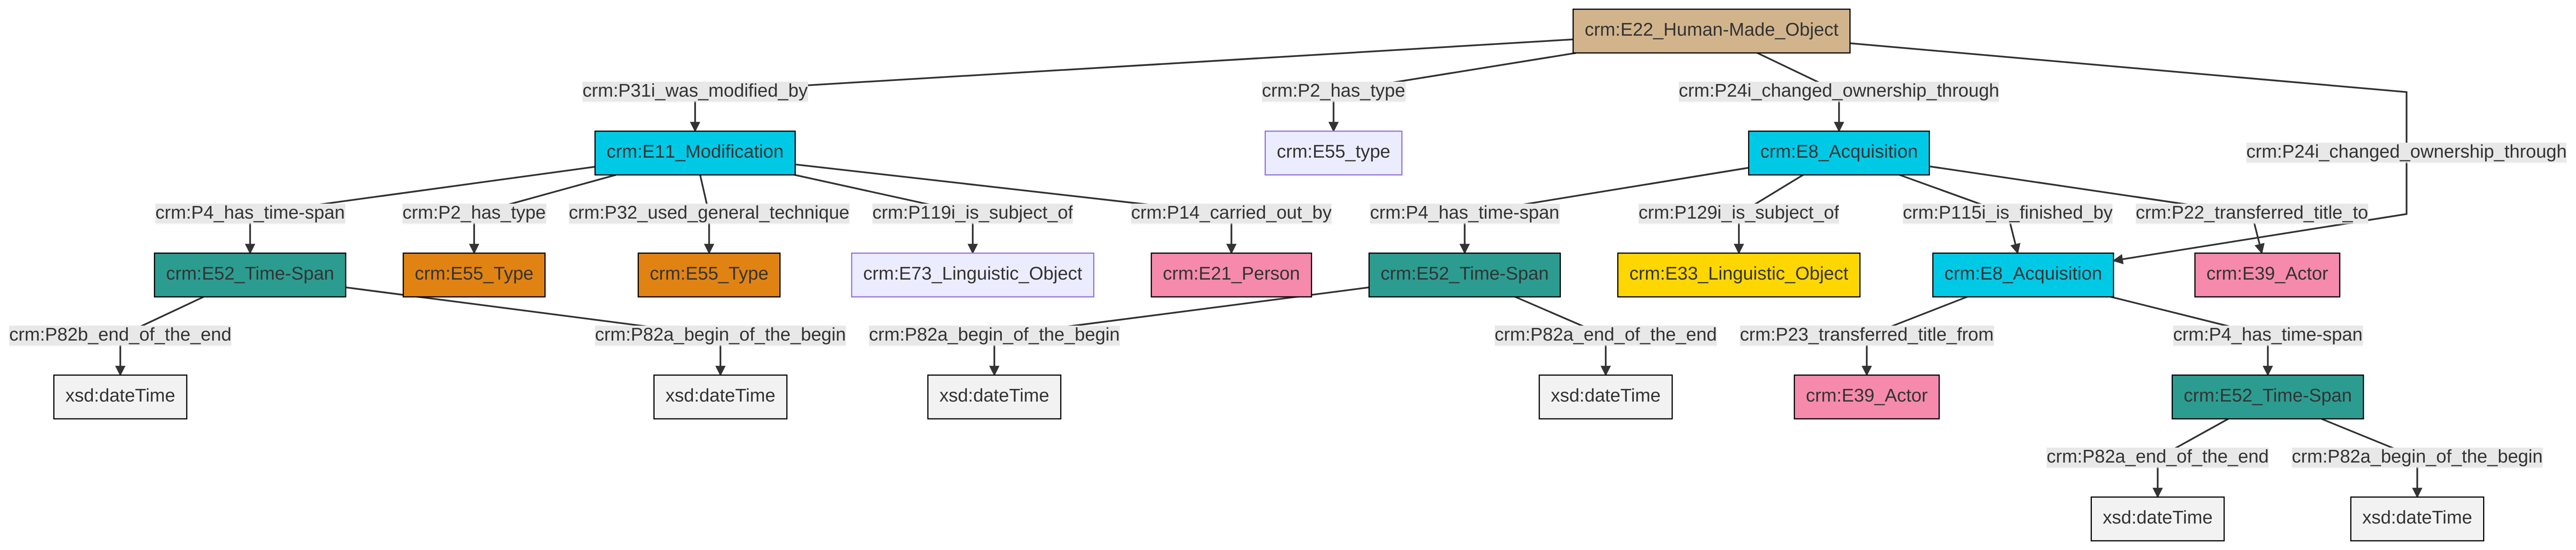 crm:E22_Human-Made_Object
crm:P31i_was_modified_by
crm:P2_has_type
crm:P24i_changed_ownership_through
crm:E11_Modification
crm:E55_type
crm:E8_Acquisition
crm:P24i_changed_ownership_through
crm:P4_has_time-span
crm:P2_has_type
crm:P32_used_general_technique
crm:P119i_is_subject_of
crm:P14_carried_out_by
crm:P4_has_time-span
crm:P129i_is_subject_of
crm:P115i_is_finished_by
crm:P22_transferred_title_to
crm:E52_Time-Span
crm:E55_Type
crm:E55_Type
crm:E73_Linguistic_Object
crm:E21_Person
crm:E52_Time-Span
crm:E33_Linguistic_Object
crm:E8_Acquisition
crm:E39_Actor
crm:P82b_end_of_the_end
crm:P82a_begin_of_the_begin
crm:P82a_begin_of_the_begin
crm:P82a_end_of_the_end
crm:P23_transferred_title_from
crm:P4_has_time-span
xsd:dateTime
xsd:dateTime
xsd:dateTime
xsd:dateTime
crm:E39_Actor
crm:E52_Time-Span
crm:P82a_end_of_the_end
crm:P82a_begin_of_the_begin
xsd:dateTime
xsd:dateTime